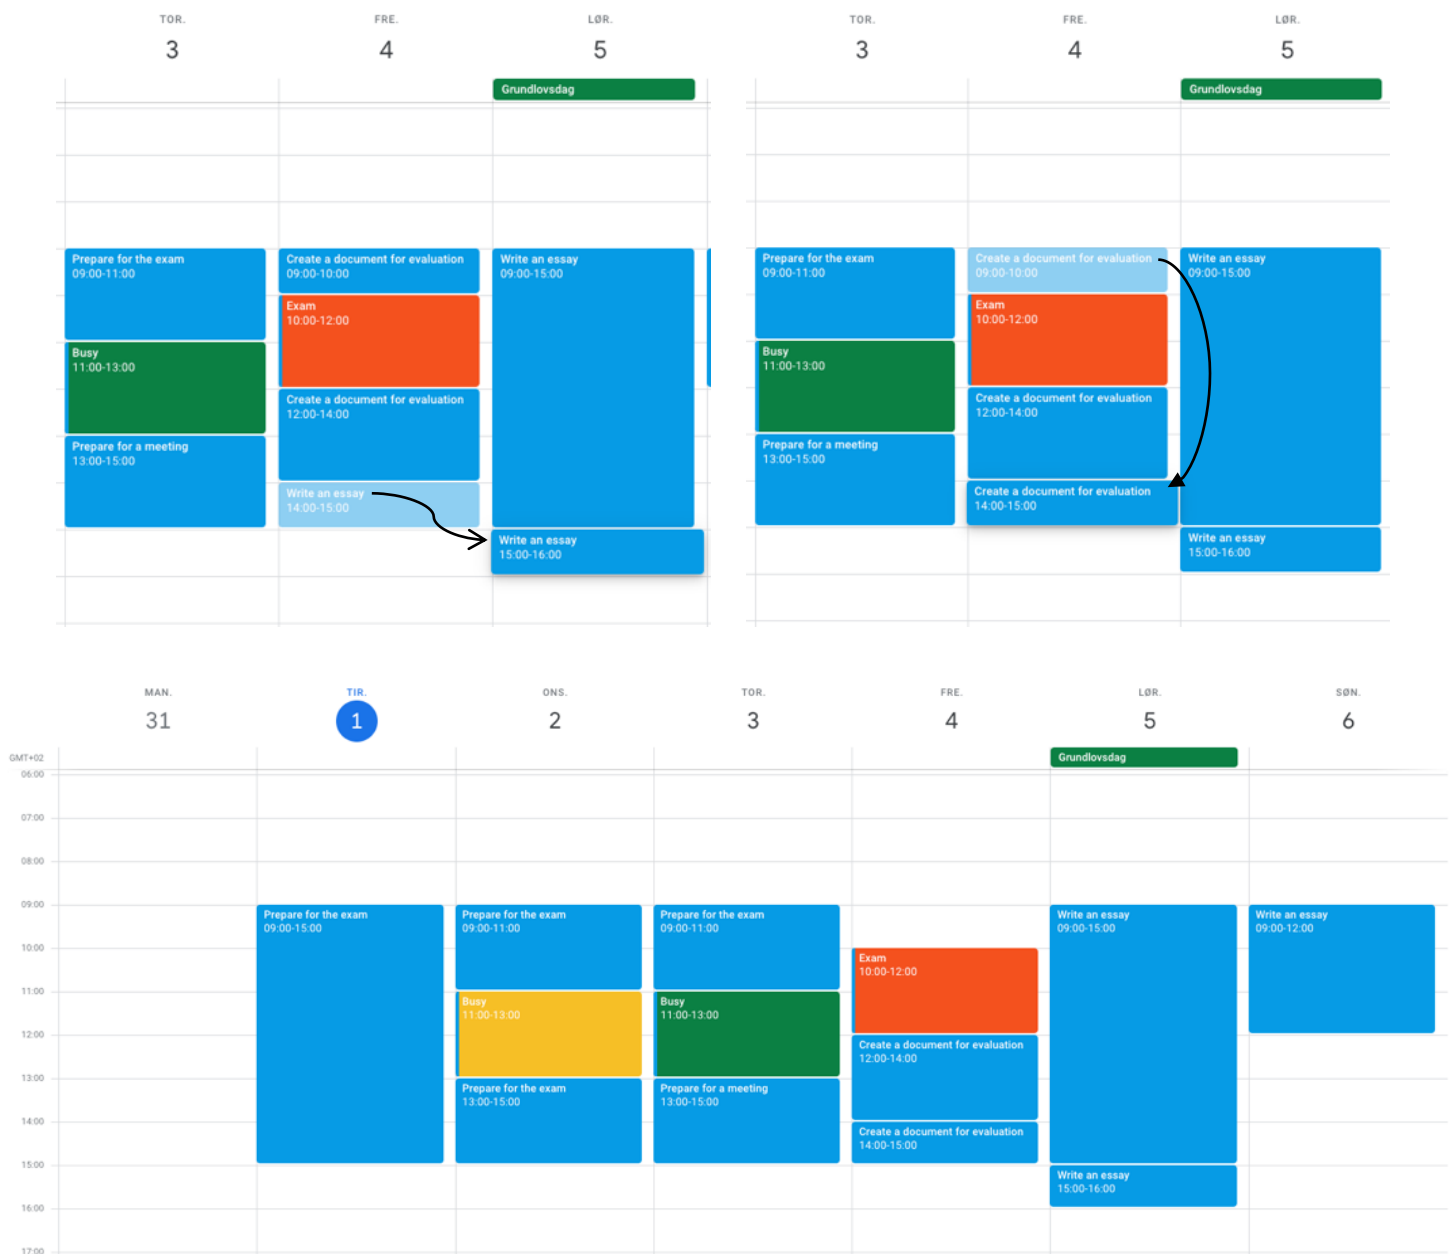 TOR.
3
FRE.
4
LØR.
5
Grundlovsdag
Prepare for the exam
09:00-11:00
Busy
11:00-13:00
Prepare for a meeting
13:00-15:00
Create a document for evaluation
09:00-10:00
Exam
10:00-12:00
Create a document for evaluation
12:00-14:00
Write an essay
14:00-15:00
Write an essay
09:00-15:00
Write an essay
15:00-16:00
TOR.
3
FRE.
4
LØR.
5
Grundlovsdag
Prepare for the exam
09:00-11:00
Busy
11:00-13:00
Prepare for a meeting
13:00-15:00
Create a document for evaluation
09:00-10:00
Exam
10:00-12:00
Create a document for evaluation
12:00-14:00
Create a document for evaluation
14:00-15:00
Write an essay
09:00-15:00
Write an essay
15:00-16:00
MAN.
31
TIR.
1
ONS.
2
TOR.
3
FRE.
4
LØR.
5
SØN.
6
GMT+02
Grundlovsdag
06:00
07:00
08:00
09:00
10:00
11:00
12:00
13:00
14:00
15:00
16:00
17:00
Prepare for the exam
09:00-15:00
Prepare for the exam
09:00-11:00
Busy
11:00-13:00
Prepare for the exam
13:00-15:00
Prepare for the exam
09:00-11:00
Busy
11:00-13:00
Prepare for a meeting
13:00-15:00
Exam
10:00-12:00
Create a document for evaluation
12:00-14:00
Create a document for evaluation
14:00-15:00
Write an essay
09:00-15:00
Write an essay
15:00-16:00
Write an essay
09:00-12:00